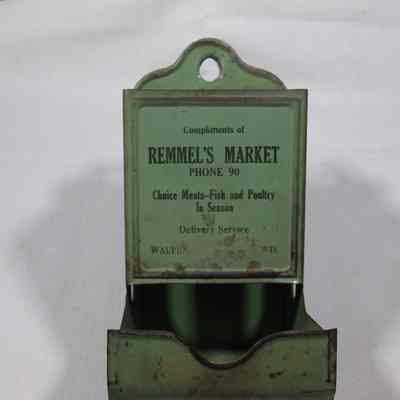 Compliments of
REMMEL'S MARKET
PHONE 90
Choice Meats-Fish and Poultry
In Season
Delivery Service